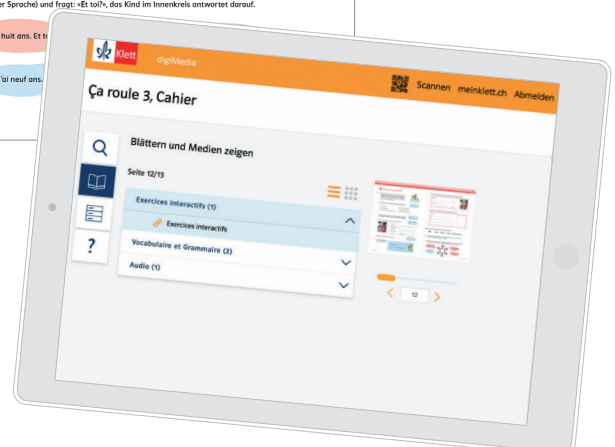 er Sprache) und fragt: «Et toi?», das Kind im Innenkreis antwortet darauf.
huit ans. Et t
'ai neuf ans.
Klett digiMedia
Scannen meinklett.ch Abmelden
Ça roule 3, Cahier
Blättern und Medien zeigen
Seite 12/13
Exercices interactifs (1)
Exercices interactifs
Vocabulaire et Grammaire (2)
Audio (1)
?
12